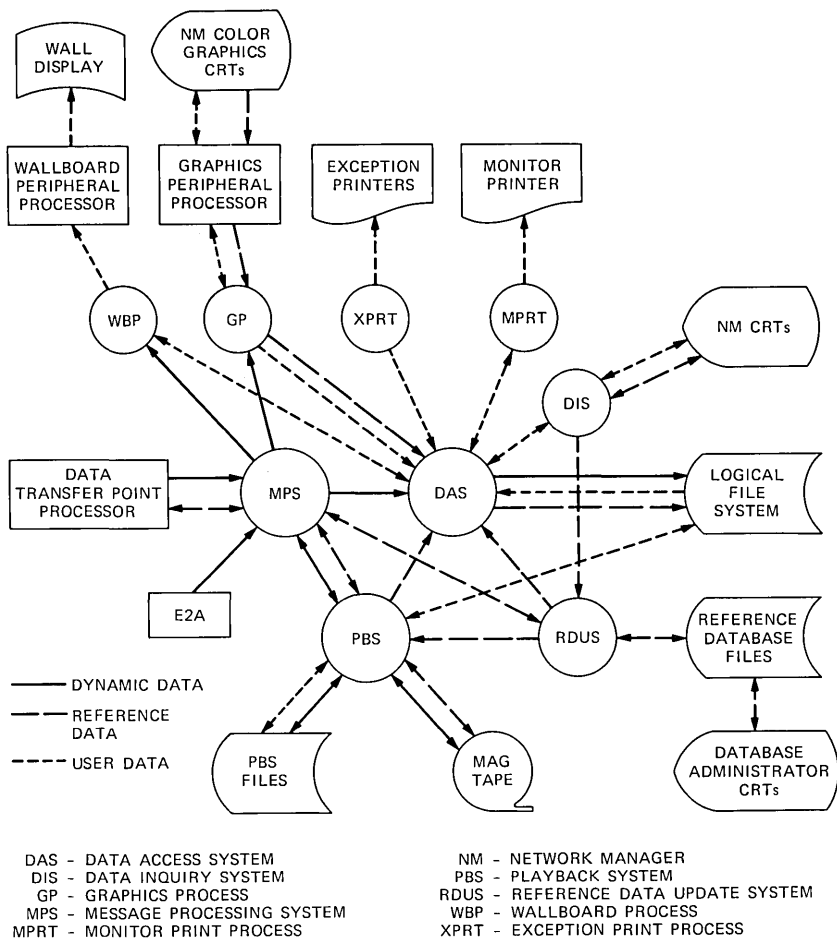 WALL
DISPLAY
NM COLOR
GRAPHICS
CRTs
WALLBOARD
PERIPHERAL
PROCESSOR
GRAPHICS
PERIPHERAL
PROCESSOR
EXCEPTION
PRINTERS
MONITOR
PRINTER
WBP
GP
XPRT
MPRT
NM CRTs
DIS
DATA
TRANSFER POINT
PROCESSOR
MPS
DAS
LOGICAL
FILE
SYSTEM
E2A
PBS
RDUS
REFERENCE
DATABASE
FILES
DYNAMIC DATA
REFERENCE
DATA
USER DATA
PBS
FILES
MAG
TAPE
DATABASE
ADMINISTRATOR
CRTs
DAS - DATA ACCESS SYSTEM
DIS - DATA INQUIRY SYSTEM
GP - GRAPHICS PROCESS
MPS - MESSAGE PROCESSING SYSTEM
MPRT - MONITOR PRINT PROCESS
NM - NETWORK MANAGER
PBS - PLAYBACK SYSTEM
RDUS - REFERENCE DATA UPDATE SYSTEM
WBP - WALLBOARD PROCESS
XPRT - EXCEPTION PRINT PROCESS